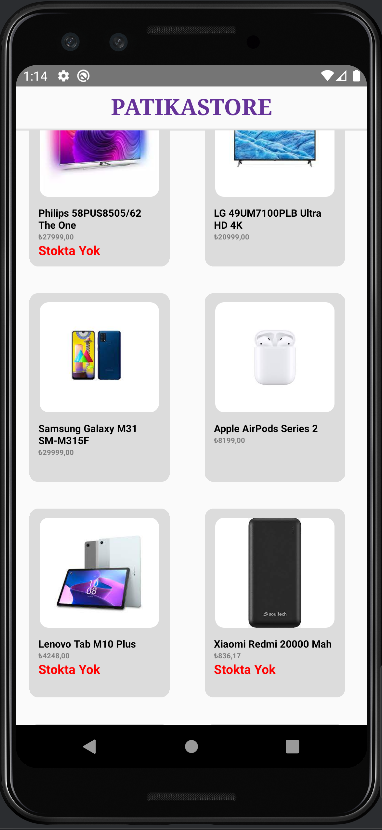 1:14
PATIKASTORE
Philips 58PUS8505/62
The One
₺27999,00
Stokta Yok
LG 49UM7100PLB Ultra
HD 4K
₺20999,00
Samsung Galaxy M31
SM-M315F
₺29999,00
Apple AirPods Series 2
₺8199,00
Lenovo Tab M10 Plus
₺4248,00
Stokta Yok
Xiaomi Redmi 20000 Mah
₺836,17
Stokta Yok